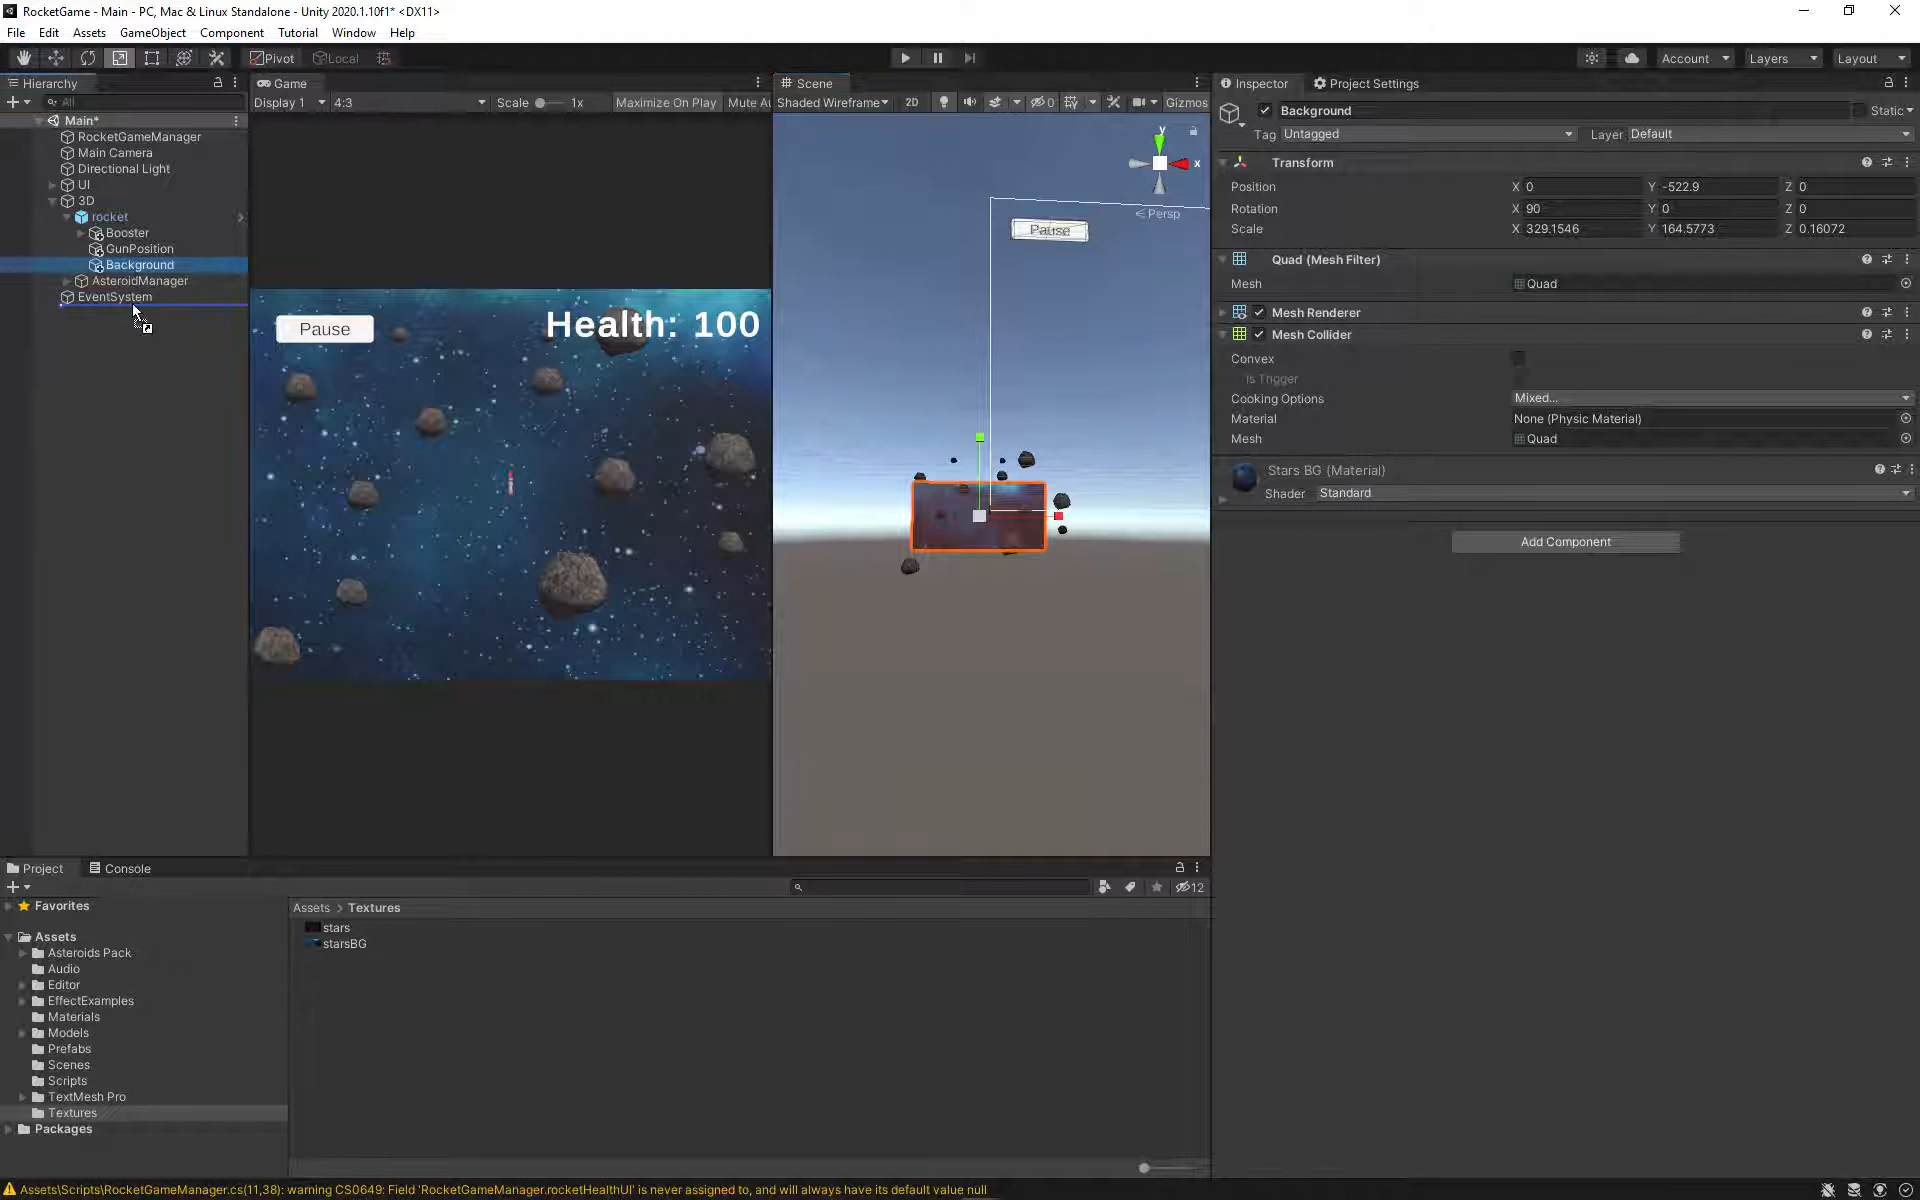 RocketGame - Main - PC, Mac & Linux Standalone - Unity 2020.1.10f1* <DX11>
File Edit Assets GameObject Component Tutorial Window Help
Pivot Local Account Layers Layout
Hierarchy
All
Main*
RocketGameManager
Main Camera
Directional Light
UI
3D
rocket
Booster
GunPosition
Background
AsteroidManager
EventSystem
Game
Display 1 4:3 Scale 1x Maximize On Play Mute Au
Pause
Health: 100
Scene
Shaded Wireframe 2D 0 Gizmos
y
x
Persp
Pause
Inspector Project Settings
Background Static
Tag Untagged Layer Default
Transform
Position X 0 Y -522.9 Z 0
Rotation X 90 Y 0 Z 0
Scale X 329.1546 Y 164.5773 Z 0.16072
Quad (Mesh Filter)
Mesh Quad
Mesh Renderer
Mesh Collider
Convex
Is Trigger
Cooking Options Mixed...
Material None (Physic Material)
Mesh Quad
Stars BG (Material)
Shader Standard
Add Component
Project Console
12
Favorites
Assets
Asteroids Pack
Audio
Editor
EffectExamples
Materials
Models
Prefabs
Scenes
Scripts
TextMesh Pro
Textures
Packages
Assets > Textures
stars
starsBG
Assets\Scripts\RocketGameManager.cs(11,38): warning CS0649: Field 'RocketGameManager.rocketHealthUI' is never assigned to, and will always have its default value null